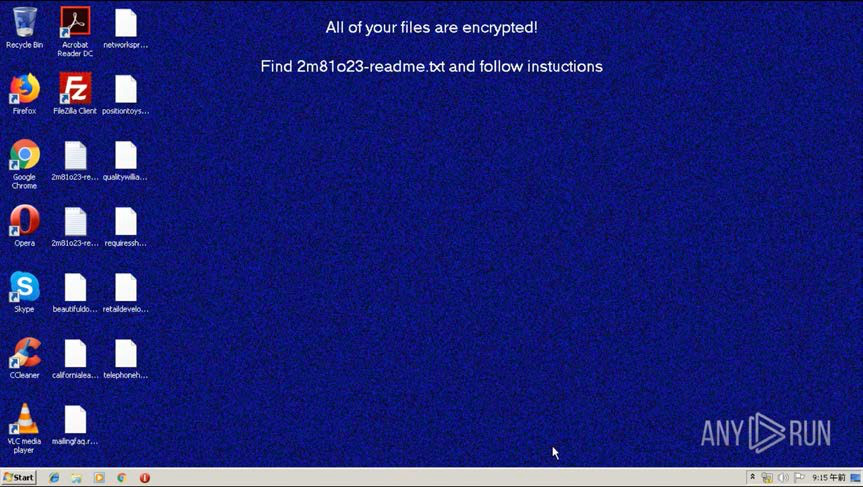 All of your files are encrypted!
Find 2m81o23-readme.txt and follow instuctions
Recycle Bin
Acrobat
Reader DC
networkspr...
Firefox
FileZilla Client
positiontoys...
Google
Chrome
2m81o23-re...
qualitywillia...
Opera
2m81o23-re...
requiressh...
Skype
beautifuldo...
retaildevelo...
CCleaner
californialea...
telephoneh...
VLC media
player
mailingfaq.r...
ANY RUN
Start
9:15 午前